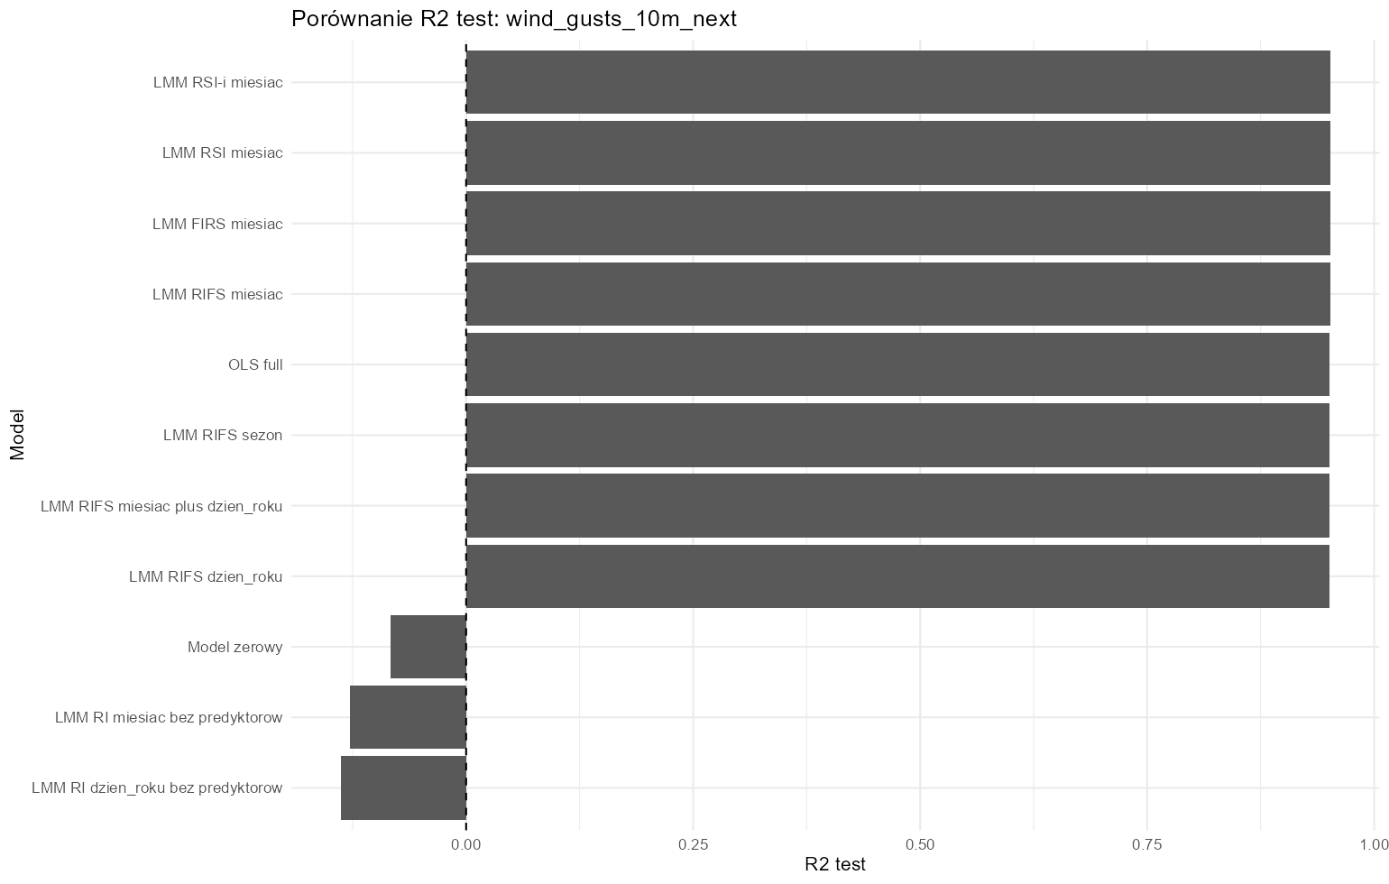 Porównanie R2 test: wind_gusts_10m_next
LMM RSI-i miesiac
LMM RSI miesiac
LMM FIRS miesiac
LMM RIFS miesiac
OLS full
LMM RIFS sezon
LMM RIFS miesiac plus dzien_roku
LMM RIFS dzien_roku
Model zerowy
LMM RI miesiac bez predyktorow
LMM RI dzien_roku bez predyktorow
Model
0.00 0.25 0.50 0.75 1.00
R2 test